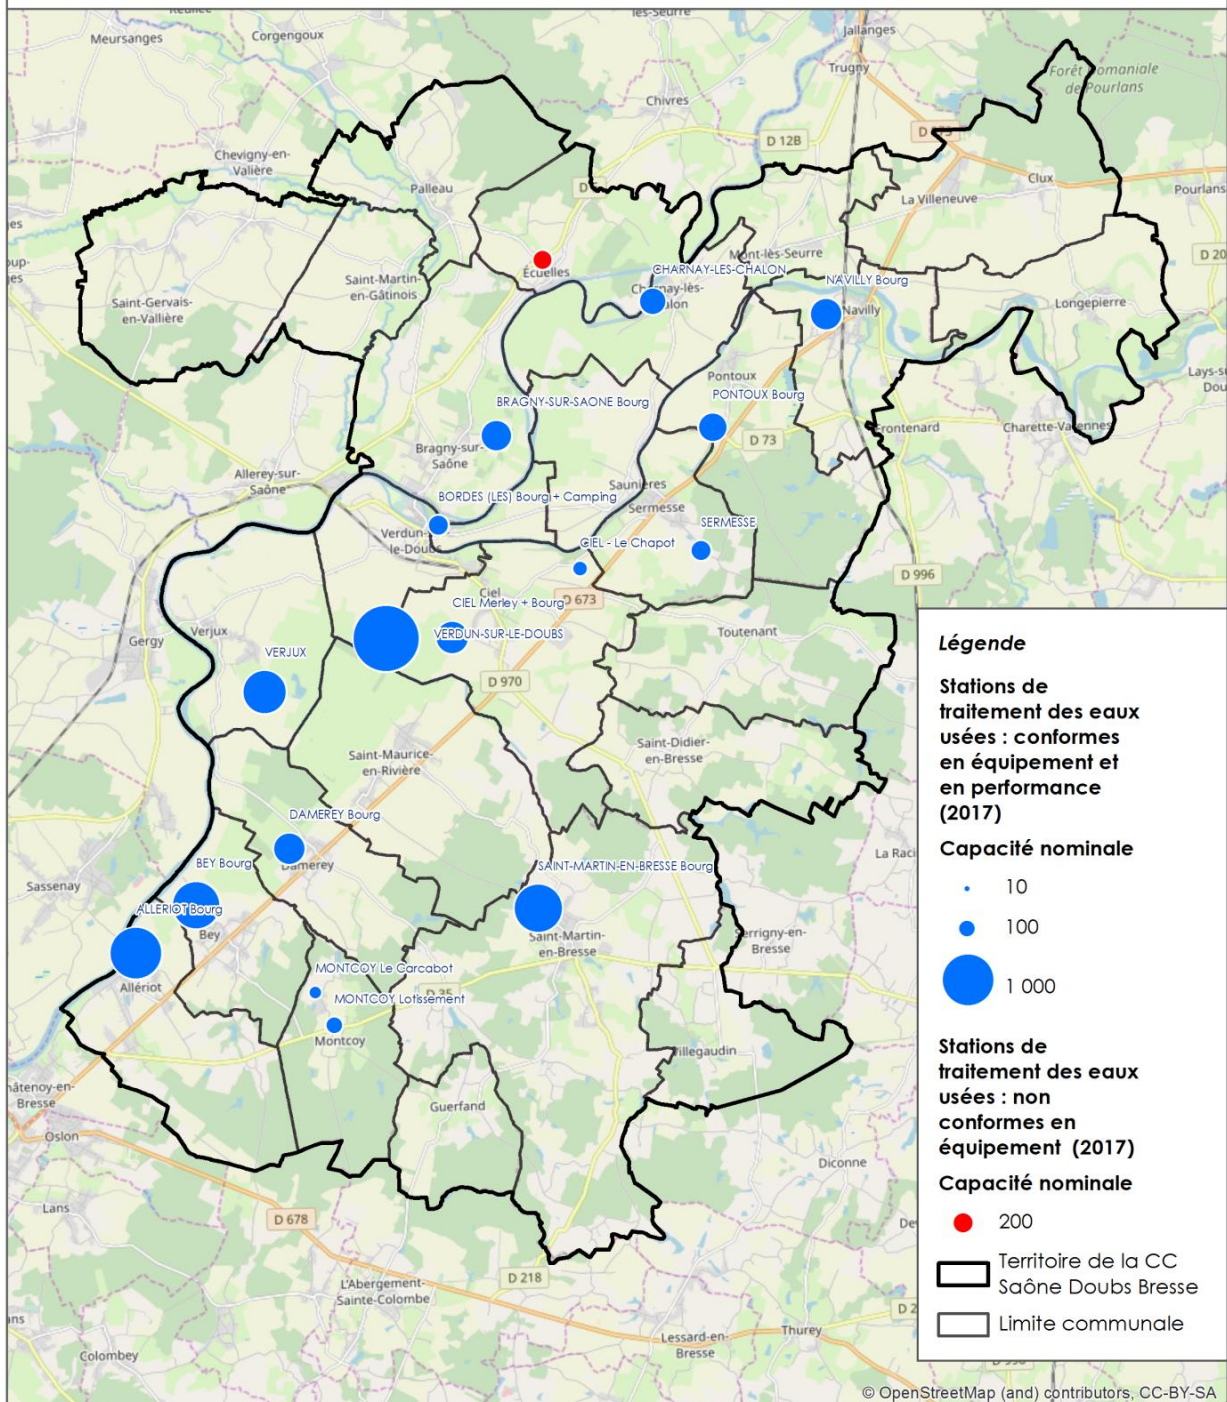 les-Seurre
Meursanges
Corgengoux
Jallanges
Trugny
Forêt Domaniale
de Pourlans
Chivres
D 12B
Chevigny-en-
Valière
Palleau
Clux
Pourlans
La Villeneuve
Mont-lès-Seurre
D 20
Écuelles
Saint-Martin-
en-Gâtinois
CHARNAY-LES-CHALON
NAVILLY Bourg
Navilly
Longepierre
Saint-Gervais-
en-Vallière
Pontoux
PONTOUX Bourg
BRAGNY-SUR-SAONE Bourg
Bragny-sur-
Saône
D 73
Charette-Varennes
Allerey-sur-
Saône
Saunières
Sermesse
BORDES (LES) Bourg + Camping
SERMESSE
le-Doubs
CIEL - Le Chapot
D 996
Ciel
D 673
CIEL Merley + Bourg
VERDUN-SUR-LE-DOUBS
Gergy
Verjux
VERJUX
Toutenant
D 970
Saint-Maurice-
en-Rivière
Saint-Didier-
en-Bresse
DAMEREY Bourg
Damerey
BEY Bourg
SAINT-MARTIN-EN-BRESSE Bourg
Sassenay
ALLERIOT Bourg
Bey
Saint-Martin
en-Bresse
Serrigny-en-
Bresse
Allériot
MONTCOY Le Carcabot
D 35
MONTCOY Lotissement
Montcoy
Villegaudin
Guerfand
Bresse
Oslon
Diconne
Lans
D 678
D 218
L'Abergement-
Sainte-Colombe
Thurey
Lessard-en-
Bresse
Colombey
Légende
Stations de
traitement des eaux
usées : conformes
en équipement et
en performance
(2017)
Capacité nominale
10
100
1 000
Stations de
traitement des eaux
usées : non
conformes en
équipement (2017)
Capacité nominale
200
Territoire de la CC
Saône Doubs Bresse
Limite communale
© OpenStreetMap (and) contributors, CC-BY-SA